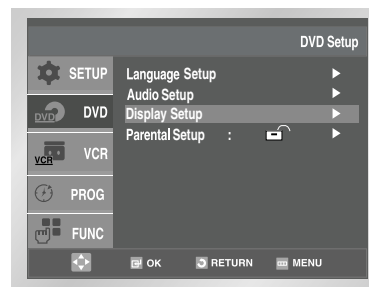 DVD Setup
SETUP
Language Setup
Audio Setup
DVD DVD
Display Setup
Parental Setup :
VCR VCR
PROG
FUNC
OK RETURN MENU